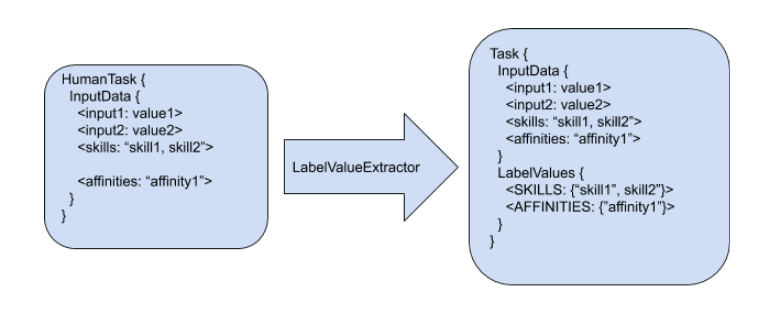 HumanTask {
InputData {
<input1: value1>
<input2: value2>
<skills: “skill1, skill2”>
<affinities: “affinity1”>
}
}
LabelValueExtractor
Task {
InputData {
<input1: value1>
<input2: value2>
<skills: “skill1, skill2”>
<affinities: “affinity1”>
}
LabelValues {
<SKILLS: {“skill1”, skill2”}>
<AFFINITIES: {”affinity1”}>
}
}